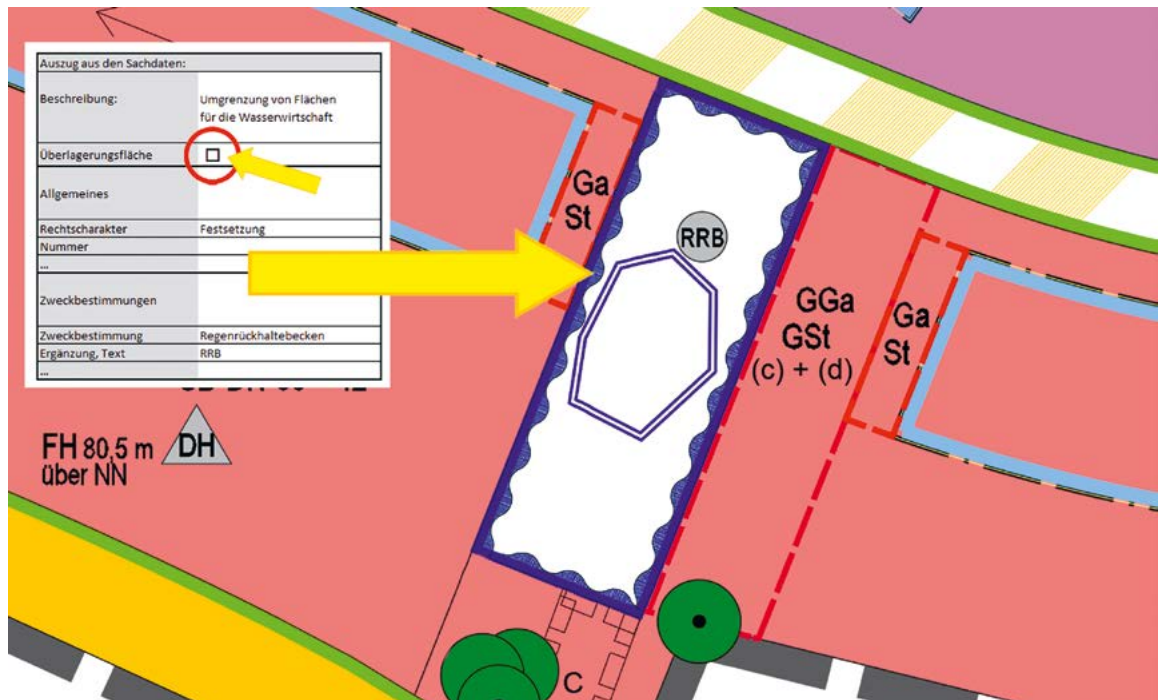 Auszug aus den Sachdaten:
Beschreibung: Umgrenzung von Flächen
für die Wasserwirtschaft
Überlagerungsfläche
Allgemeines
Rechtscharakter Festsetzung
Nummer
...
Zweckbestimmungen
Zweckbestimmung Regenrückhaltebecken
Ergänzung, Text RRB
...
FH 80,5 m
über NN
DH
Ga
St
RRB
GGa
GSt
(c) + (d)
Ga
St
C